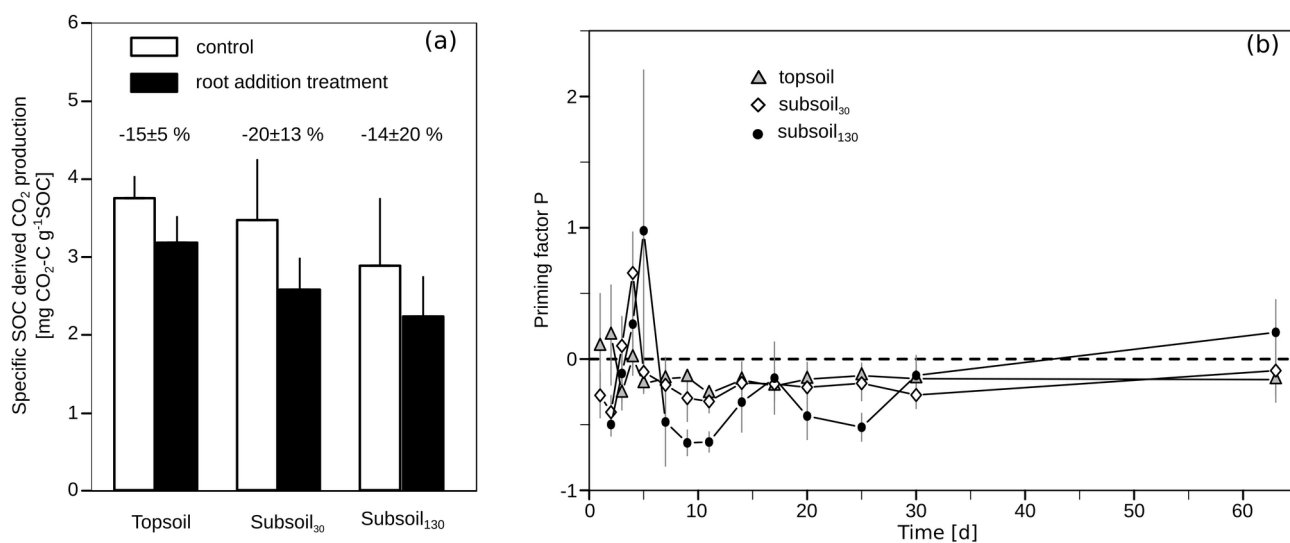 Specific SOC derived CO₂ production
[mg CO₂-C g⁻¹SOC]
6
5
4
3
2
1
0
(a)
control
root addition treatment
-15±5 %
-20±13 %
-14±20 %
Topsoil
Subsoil₃₀
Subsoil₁₃₀
Priming factor P
2
1
0
-1
(b)
topsoil
subsoil₃₀
subsoil₁₃₀
0
10
20
30
40
50
60
Time [d]